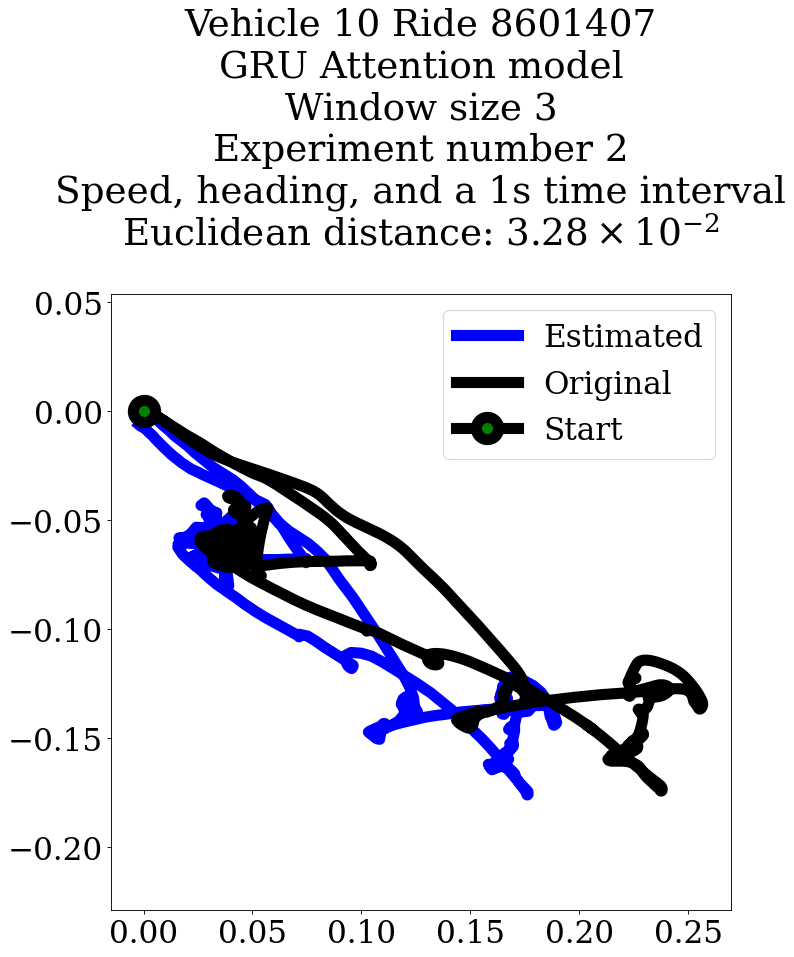 Vehicle 10 Ride 8601407
GRU Attention model
Window size 3
Experiment number 2
Speed, heading, and a 1s time interval
Euclidean distance: 3.28 × 10⁻²
Estimated
Original
Start
0.05
0.00
−0.05
−0.10
−0.15
−0.20
0.00 0.05 0.10 0.15 0.20 0.25